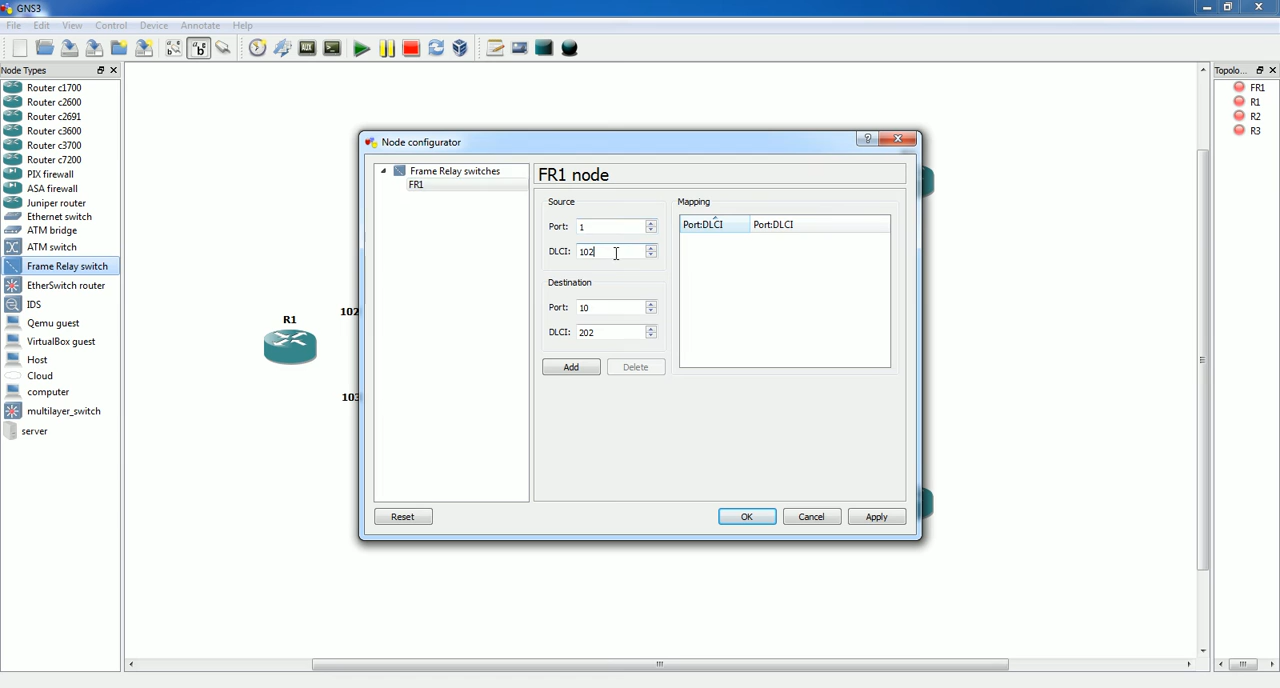 GNS3
File Edit View Control Device Annotate Help
Node Types
Router c1700
Router c2600
Router c2691
Router c3600
Router c3700
Router c7200
PIX firewall
ASA firewall
Juniper router
Ethernet switch
ATM bridge
ATM switch
Frame Relay switch
EtherSwitch router
IDS
Qemu guest
VirtualBox guest
Host
Cloud
computer
multilayer_switch
server
R1
102
103
Node configurator
Frame Relay switches
FR1
FR1 node
Source
Port: 1
DLCI: 102
Destination
Port: 10
DLCI: 202
Add Delete
Mapping
Port:DLCI Port:DLCI
Reset OK Cancel Apply
Topolo...
FR1
R1
R2
R3